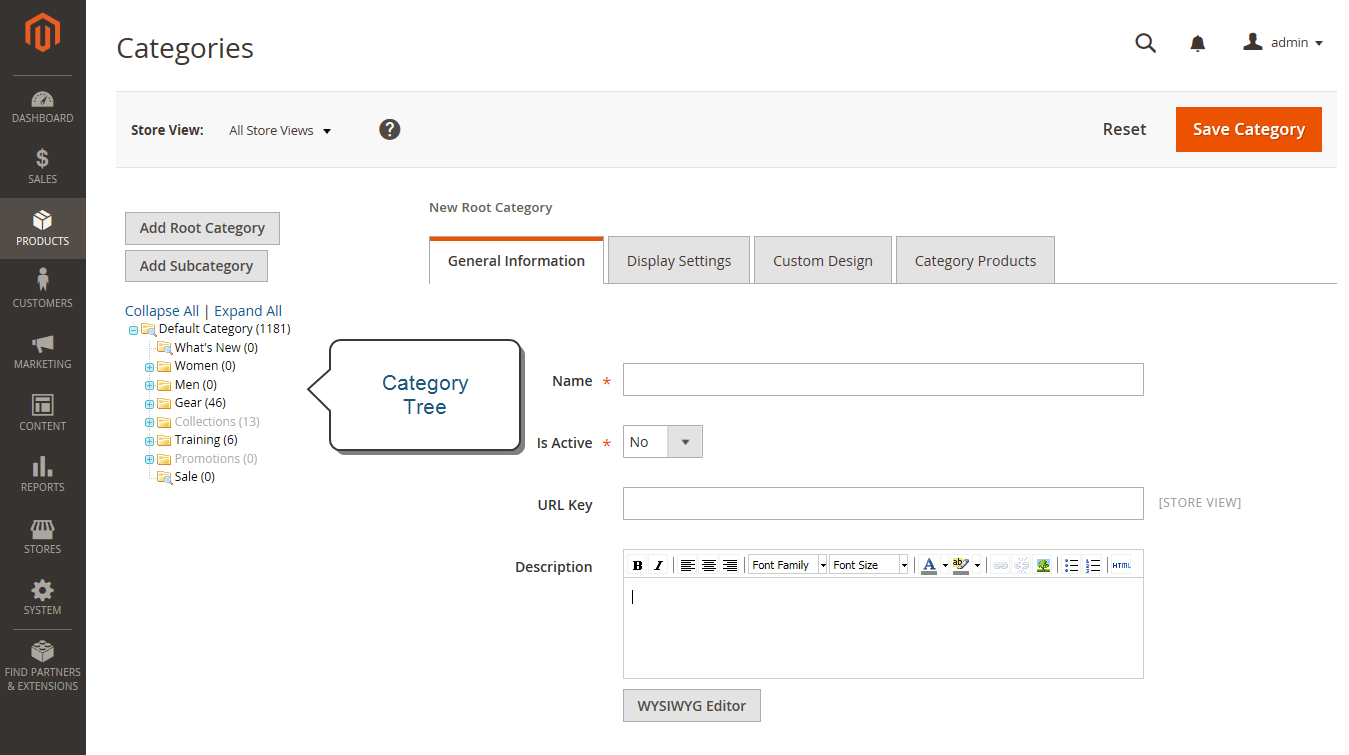 Categories
admin
DASHBOARD
SALES
PRODUCTS
CUSTOMERS
MARKETING
CONTENT
REPORTS
STORES
SYSTEM
FIND PARTNERS
& EXTENSIONS
Store View: All Store Views ?
Reset Save Category
Add Root Category
Add Subcategory
Collapse All | Expand All
Default Category (1181)
What's New (0)
Women (0)
Men (0)
Gear (46)
Collections (13)
Training (6)
Promotions (0)
Sale (0)
Category
Tree
New Root Category
General Information Display Settings Custom Design Category Products
Name *
Is Active * No
URL Key [STORE VIEW]
Description
B I Font Family Font Size A ab HTML
WYSIWYG Editor